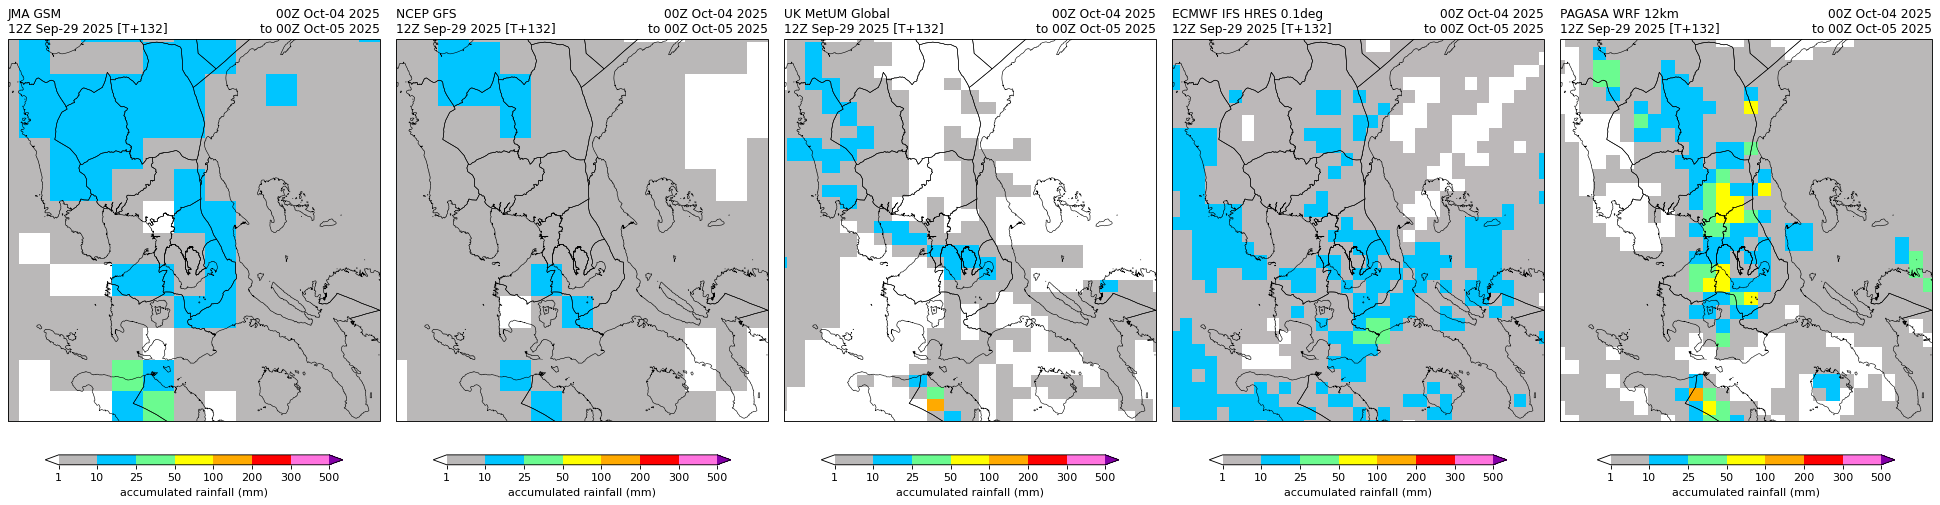 JMA GSM 00Z Oct-04 2025
12Z Sep-29 2025 [T+132] to 00Z Oct-05 2025
1 10 25 50 100 200 300 500
accumulated rainfall (mm)
NCEP GFS 00Z Oct-04 2025
12Z Sep-29 2025 [T+132] to 00Z Oct-05 2025
1 10 25 50 100 200 300 500
accumulated rainfall (mm)
UK MetUM Global 00Z Oct-04 2025
12Z Sep-29 2025 [T+132] to 00Z Oct-05 2025
1 10 25 50 100 200 300 500
accumulated rainfall (mm)
ECMWF IFS HRES 0.1deg 00Z Oct-04 2025
12Z Sep-29 2025 [T+132] to 00Z Oct-05 2025
1 10 25 50 100 200 300 500
accumulated rainfall (mm)
PAGASA WRF 12km 00Z Oct-04 2025
12Z Sep-29 2025 [T+132] to 00Z Oct-05 2025
1 10 25 50 100 200 300 500
accumulated rainfall (mm)